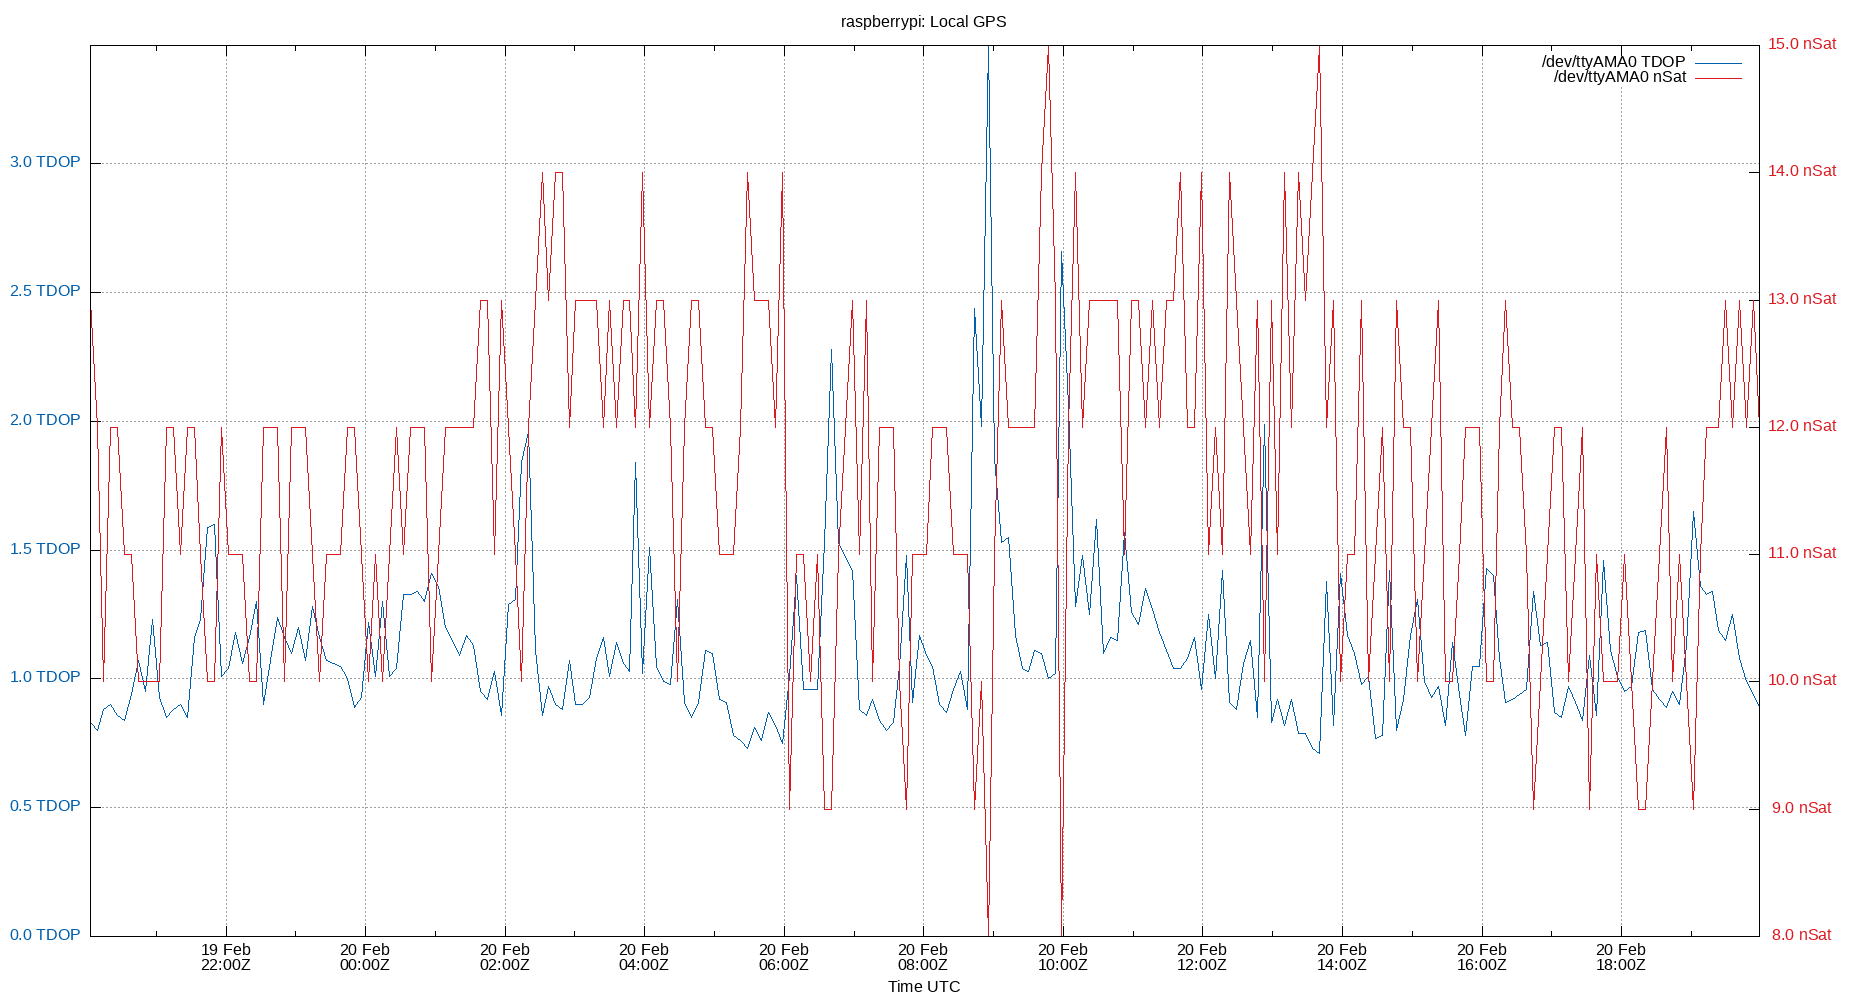 raspberrypi: Local GPS
15.0 nSat
/dev/ttyAMA0 TDOP
/dev/ttyAMA0 nSat
3.0 TDOP
14.0 nSat
2.5 TDOP
13.0 nSat
2.0 TDOP
12.0 nSat
1.5 TDOP
11.0 nSat
1.0 TDOP
10.0 nSat
0.5 TDOP
9.0 nSat
0.0 TDOP
8.0 nSat
19 Feb 20 Feb 20 Feb 20 Feb 20 Feb 20 Feb 20 Feb 20 Feb 20 Feb 20 Feb 20 Feb
22:00Z 00:00Z 02:00Z 04:00Z 06:00Z 08:00Z 10:00Z 12:00Z 14:00Z 16:00Z 18:00Z
Time UTC